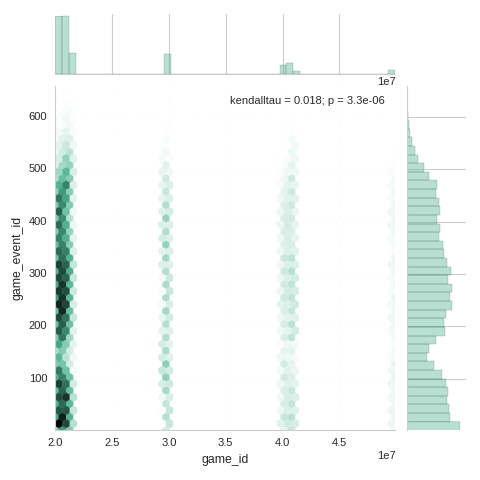 1e7
kendalltau = 0.018; p = 3.3e-06
600
500
400
300
200
100
game_event_id
2.0 2.5 3.0 3.5 4.0 4.5
1e7
game_id